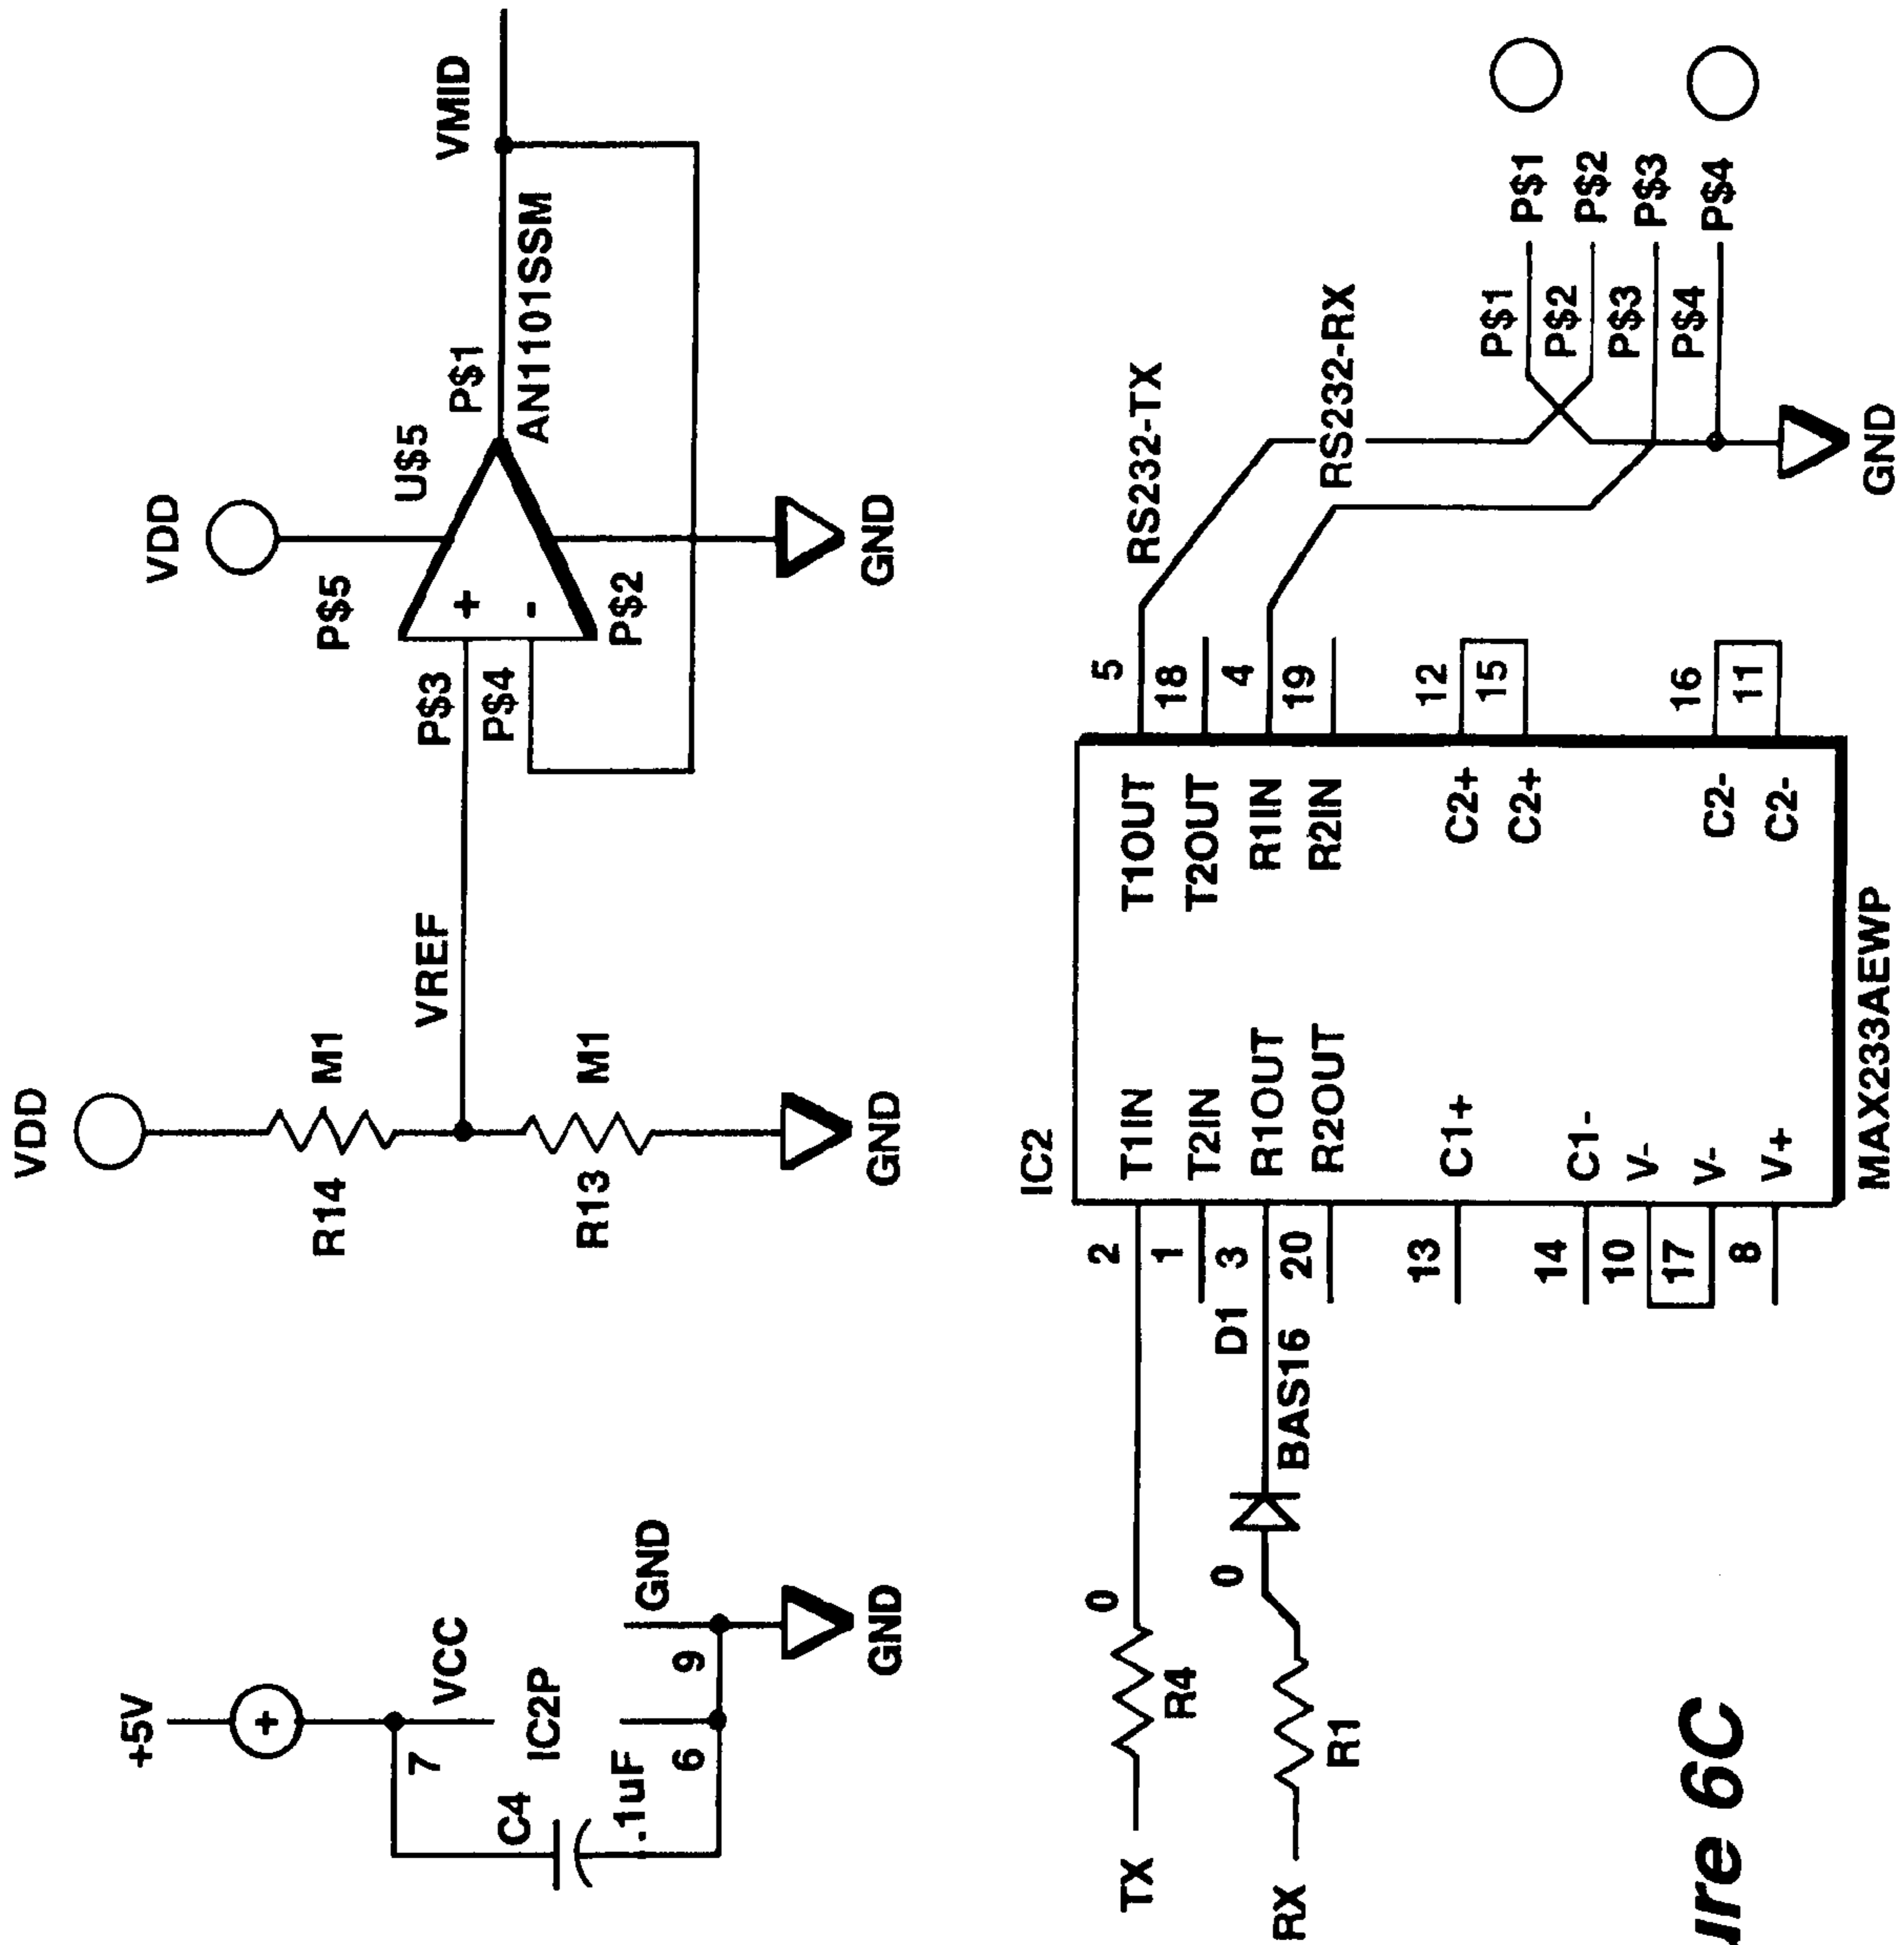 +5V
VCC
7
C4
IC2P
.1uF
6
9
GND
GND
VDD
R14
M1
VREF
R13
M1
GND
VDD
P$5
U$5
P$3
P$1
VMID
P$4
AN1101SSM
P$2
GND
TX
R4
0
RX
R1
0
D1
BAS16
IC2
2
T1IN
T1OUT
5
1
T2IN
T2OUT
18
3
R1OUT
R1IN
4
20
R2OUT
R2IN
19
13
C1+
C2+
12
C2+
15
14
C1-
10
V-
17
V-
C2-
16
8
V+
C2-
11
MAX233AEWP
RS232-TX
RS232-RX
P$1
P$1
P$2
P$2
P$3
P$3
P$4
P$4
GND
ure 6C